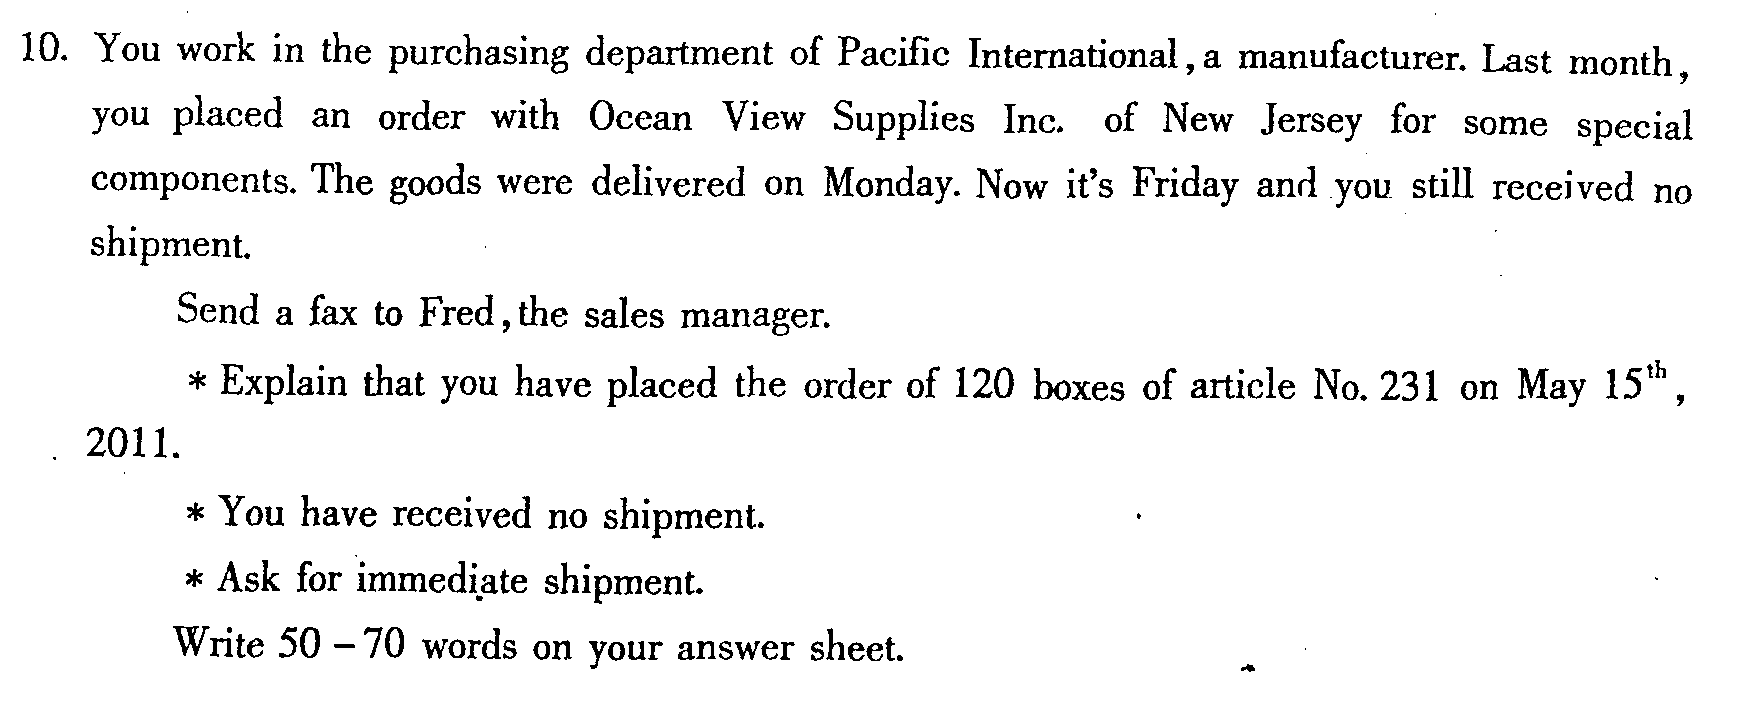 10. You work in the purchasing department of Pacific International, a manufacturer. Last month,
you placed an order with Ocean View Supplies Inc. of New Jersey for some special
components. The goods were delivered on Monday. Now it's Friday and you still received no
shipment.
Send a fax to Fred, the sales manager.
* Explain that you have placed the order of 120 boxes of article No. 231 on May 15th,
2011.
* You have received no shipment.
* Ask for immediate shipment.
Write 50 – 70 words on your answer sheet.